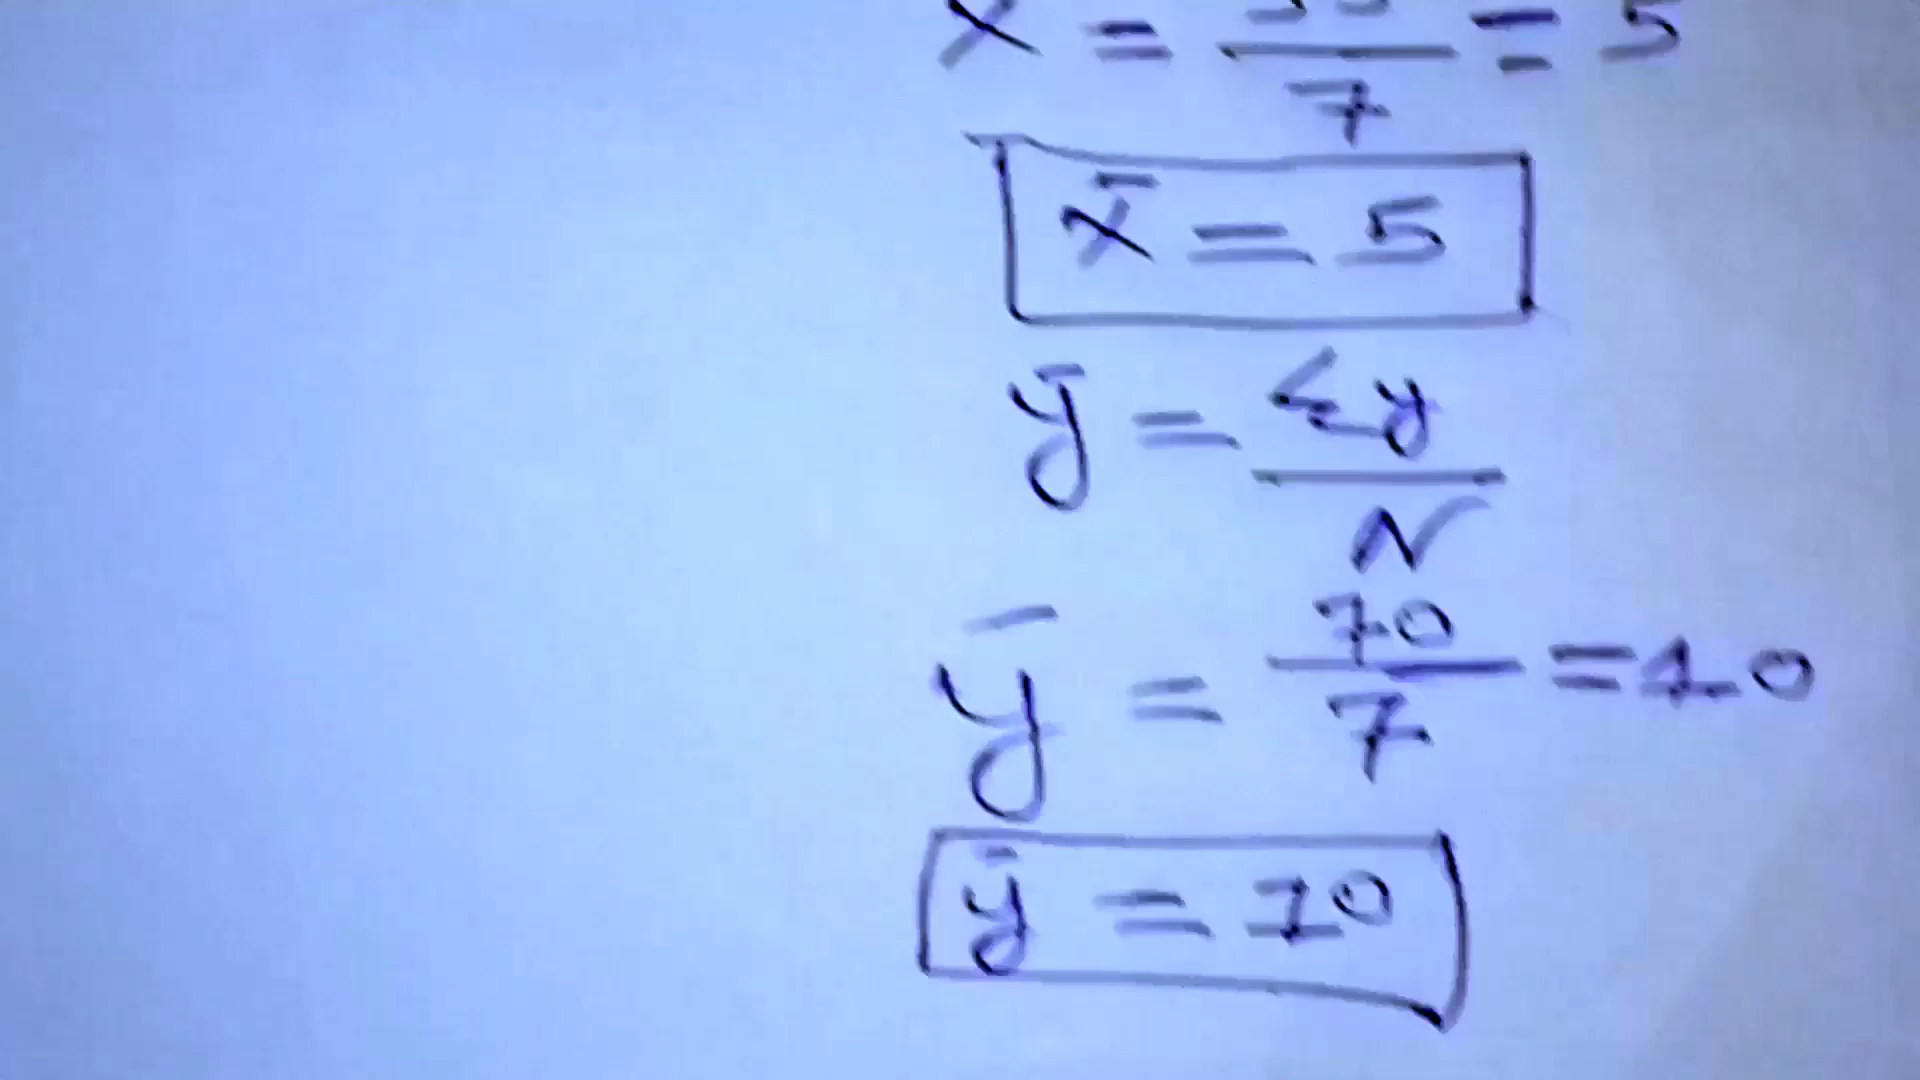 x = 35/7 = 5
x̄ = 5
ȳ = Σy/N
ȳ = 70/7 = 10
ȳ = 10